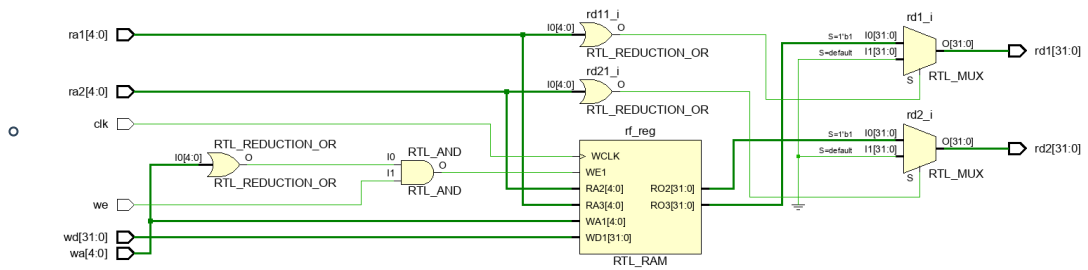 rd11_i
rd1_i
ra1[4:0]
I0[4:0]
O
S=1'b1
I0[31:0]
O[31:0]
rd1[31:0]
RTL_REDUCTION_OR
S=default
I1[31:0]
rd21_i
S
RTL_MUX
ra2[4:0]
I0[4:0]
O
RTL_REDUCTION_OR
rd2_i
clk
rf_reg
S=1'b1
I0[31:0]
O[31:0]
rd2[31:0]
RTL_REDUCTION_OR
RTL_AND
WCLK
S=default
I1[31:0]
I0[4:0]
O
I0
O
WE1
S
RTL_MUX
I1
RTL_REDUCTION_OR
RTL_AND
RA2[4:0]
RO2[31:0]
we
RA3[4:0]
RO3[31:0]
WA1[4:0]
wd[31:0]
WD1[31:0]
wa[4:0]
RTL_RAM